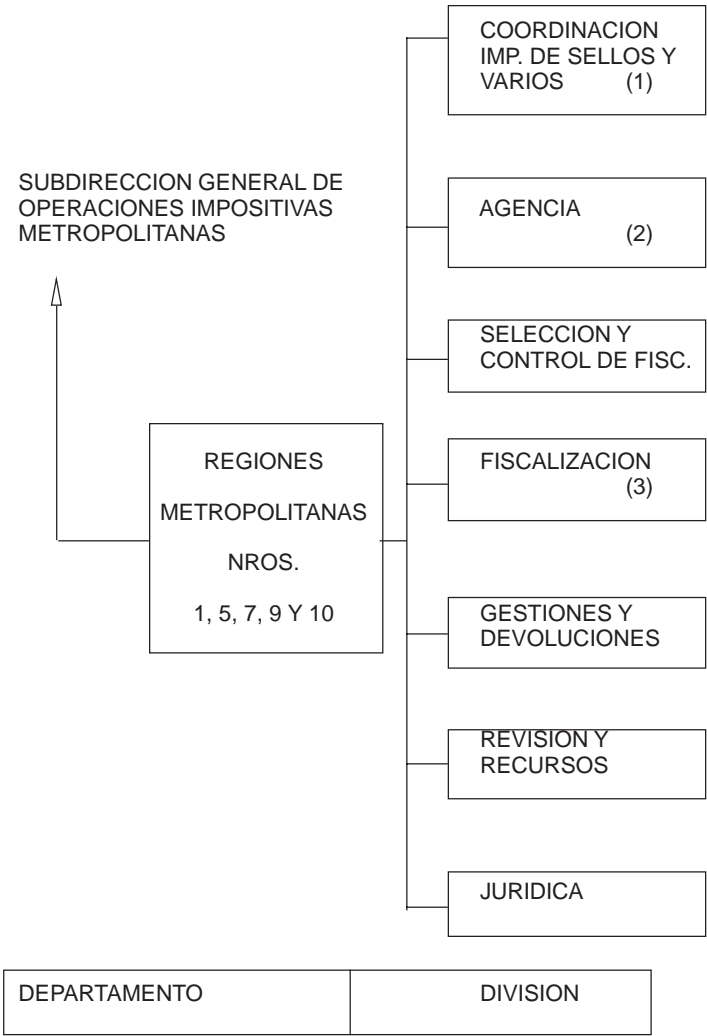 COORDINACION
IMP. DE SELLOS Y
VARIOS (1)
SUBDIRECCION GENERAL DE
OPERACIONES IMPOSITIVAS
METROPOLITANAS
AGENCIA
(2)
SELECCION Y
CONTROL DE FISC.
REGIONES
METROPOLITANAS
NROS.
1, 5, 7, 9 Y 10
FISCALIZACION
(3)
GESTIONES Y
DEVOLUCIONES
REVISION Y
RECURSOS
JURIDICA
DEPARTAMENTO DIVISION